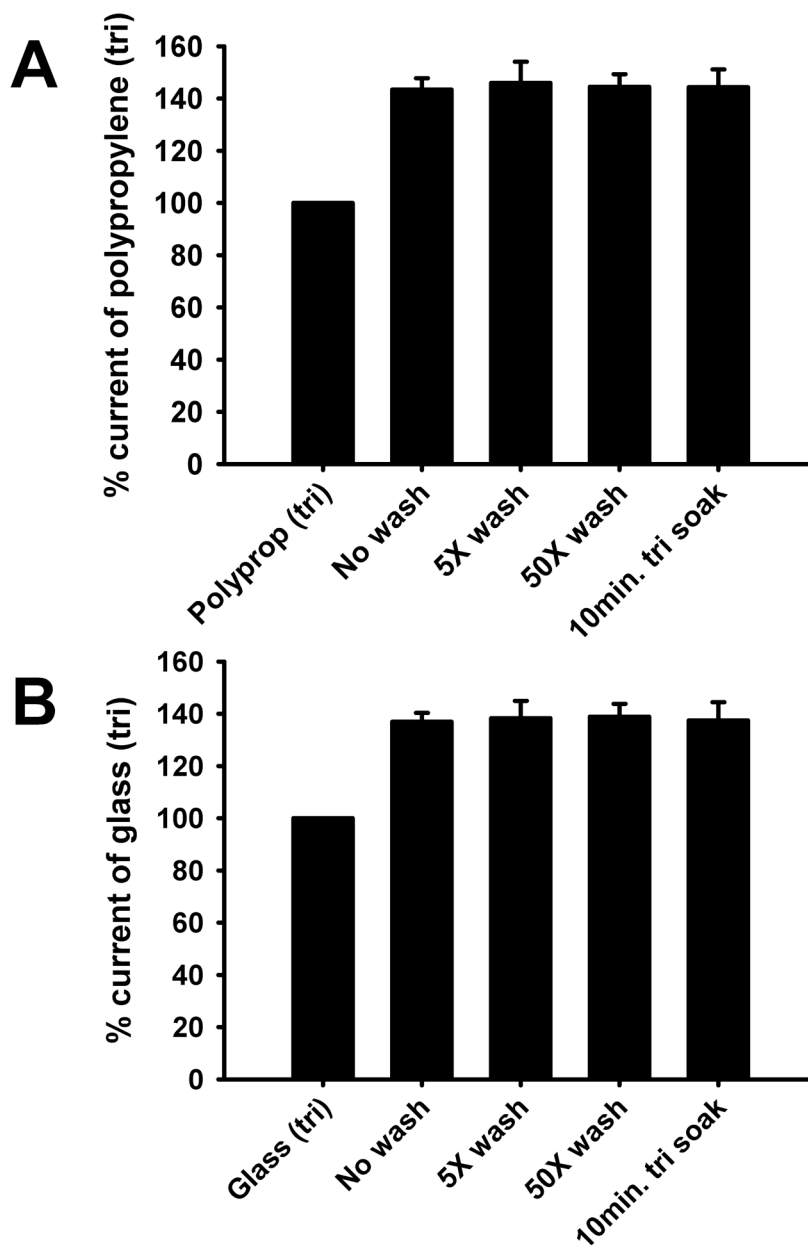 A
% current of polypropylene (tri)
160
140
120
100
80
60
40
20
0
Polyprop (tri)
No wash
5X wash
50X wash
10min. tri soak
B
% current of glass (tri)
160
140
120
100
80
60
40
20
0
Glass (tri)
No wash
5X wash
50X wash
10min. tri soak